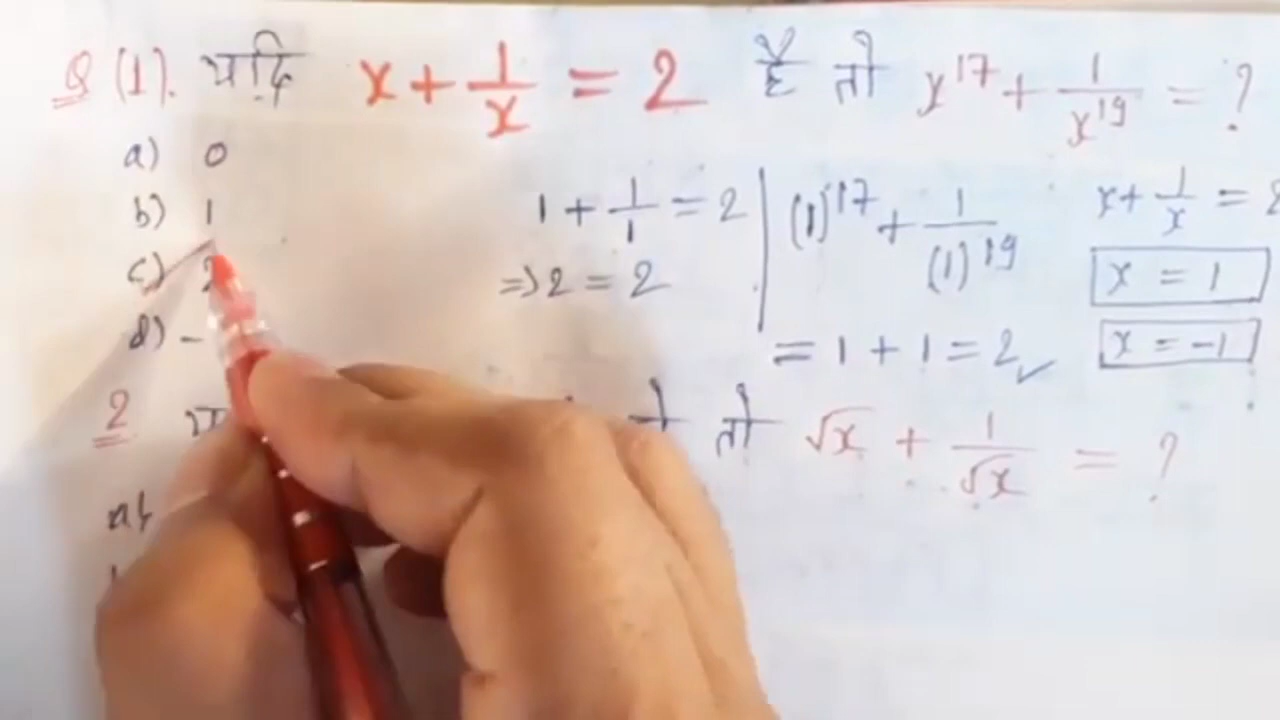 Q (1). यदि x + 1/x = 2 है तो x¹⁷ + 1/x¹⁹ = ?
a) 0
b) 1
c) 2
d) -
1 + 1/1 = 2
⇒ 2 = 2
(1)¹⁷ + 1/(1)¹⁹
= 1 + 1 = 2 ✓
x + 1/x = 2
x = 1
x = -1
2 तो √x + 1/√x = ?